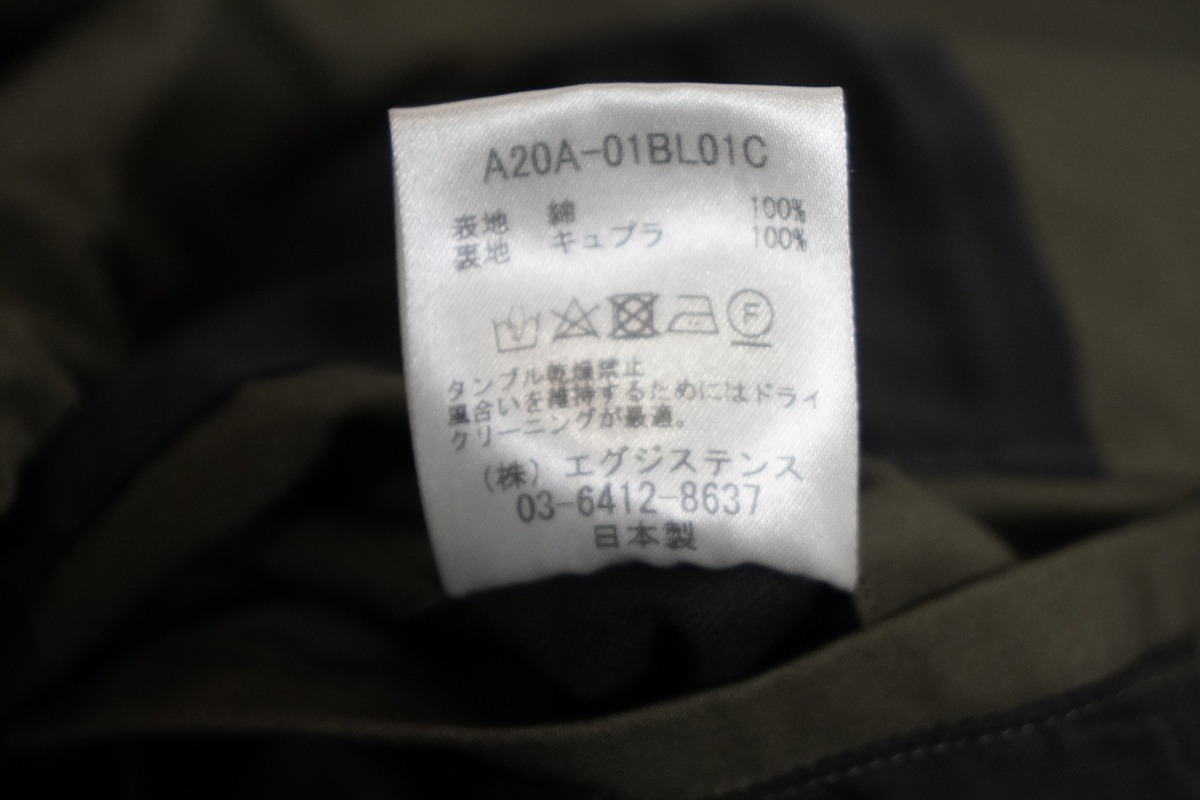 A20A-01BL01C
表地 綿 100%
裏地 キュプラ 100%
F
タンブル乾燥禁止
風合いを維持するためにはドライ
クリーニングが最適。
(株) エグジステンス
03-6412-8637
日本製